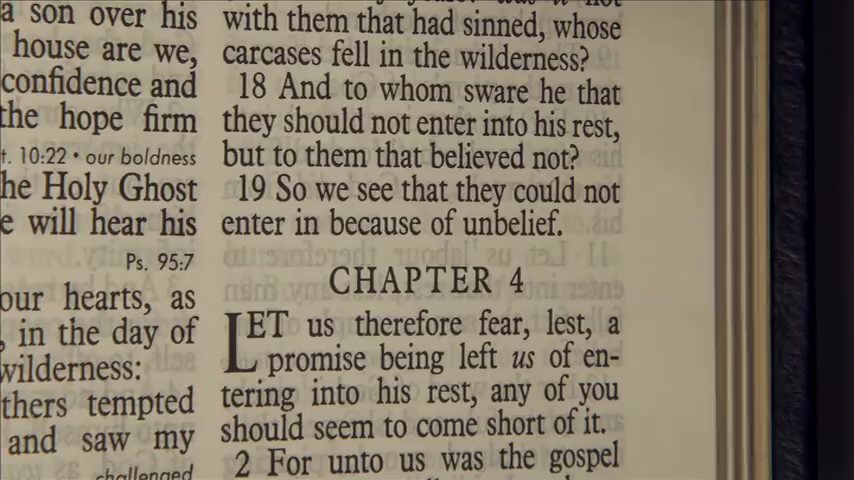 a son over his
house are we,
confidence and
the hope firm
t. 10:22 • our boldness
he Holy Ghost
e will hear his
Ps. 95:7
our hearts, as
, in the day of
wilderness:
thers tempted
and saw my
challenged
with them that had sinned, whose
carcases fell in the wilderness?
18 And to whom sware he that
they should not enter into his rest,
but to them that believed not?
19 So we see that they could not
enter in because of unbelief.
CHAPTER 4
LET us therefore fear, lest, a
promise being left us of en-
tering into his rest, any of you
should seem to come short of it.
2 For unto us was the gospel